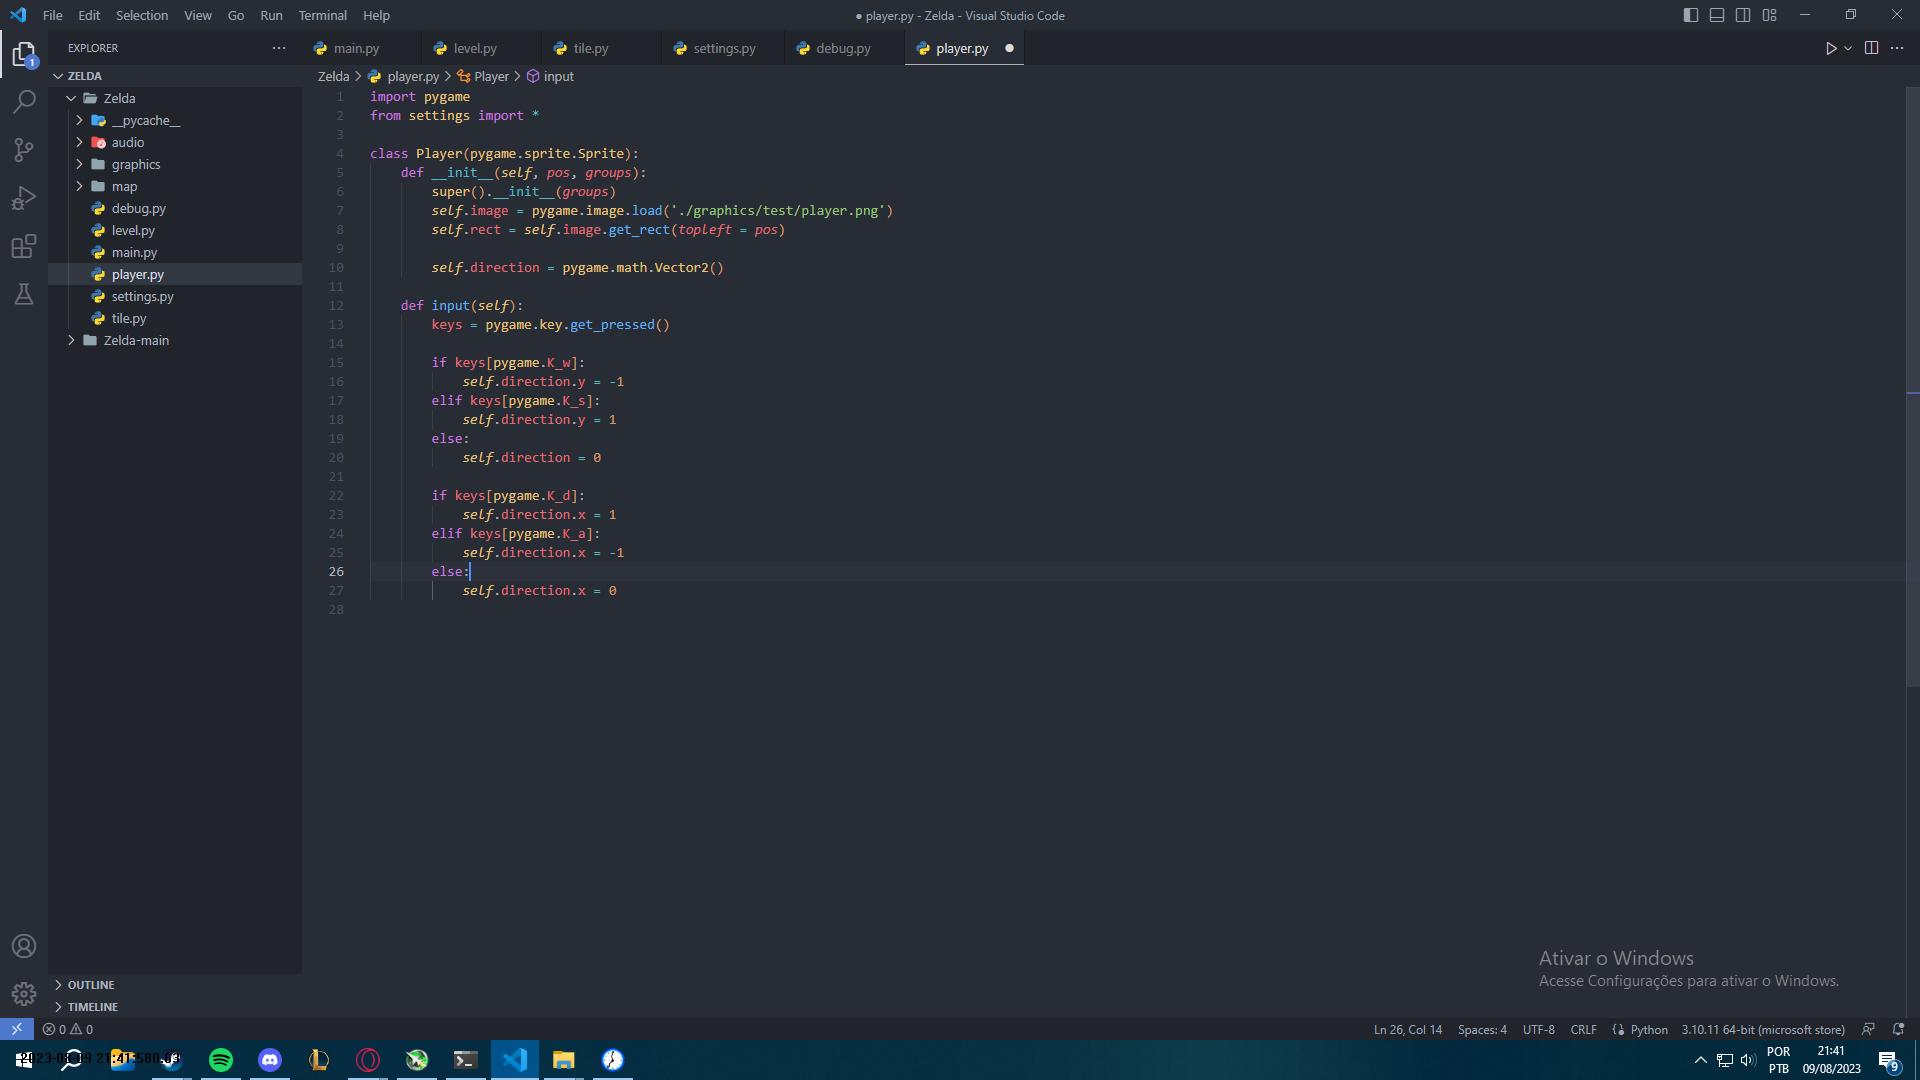 File Edit Selection View Go Run Terminal Help
● player.py - Zelda - Visual Studio Code
EXPLORER
main.py
level.py
tile.py
settings.py
debug.py
player.py
ZELDA
Zelda
__pycache__
audio
graphics
map
debug.py
level.py
main.py
player.py
settings.py
tile.py
Zelda-main
OUTLINE
TIMELINE
Zelda > player.py > Player > input
1 import pygame
2 from settings import *
3
4 class Player(pygame.sprite.Sprite):
5 def __init__(self, pos, groups):
6 super().__init__(groups)
7 self.image = pygame.image.load('./graphics/test/player.png')
8 self.rect = self.image.get_rect(topleft = pos)
9
10 self.direction = pygame.math.Vector2()
11
12 def input(self):
13 keys = pygame.key.get_pressed()
14
15 if keys[pygame.K_w]:
16 self.direction.y = -1
17 elif keys[pygame.K_s]:
18 self.direction.y = 1
19 else:
20 self.direction = 0
21
22 if keys[pygame.K_d]:
23 self.direction.x = 1
24 elif keys[pygame.K_a]:
25 self.direction.x = -1
26 else:
27 self.direction.x = 0
28
Ativar o Windows
Acesse Configurações para ativar o Windows.
0 0
Ln 26, Col 14 Spaces: 4 UTF-8 CRLF Python 3.10.11 64-bit (microsoft store)
1
POR
PTB
21:41
09/08/2023
9